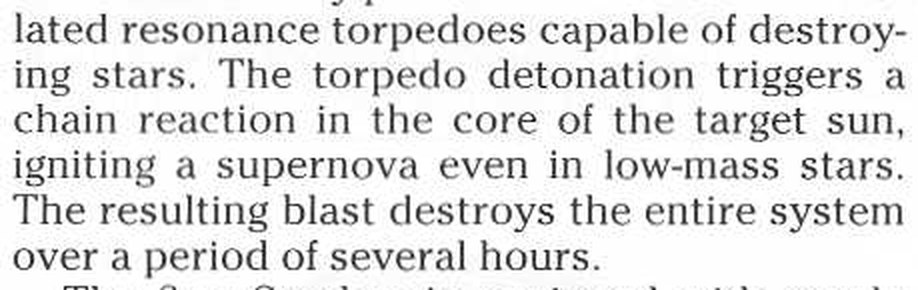 lated resonance torpedoes capable of destroy-
ing stars. The torpedo detonation triggers a
chain reaction in the core of the target sun,
igniting a supernova even in low-mass stars.
The resulting blast destroys the entire system
over a period of several hours.